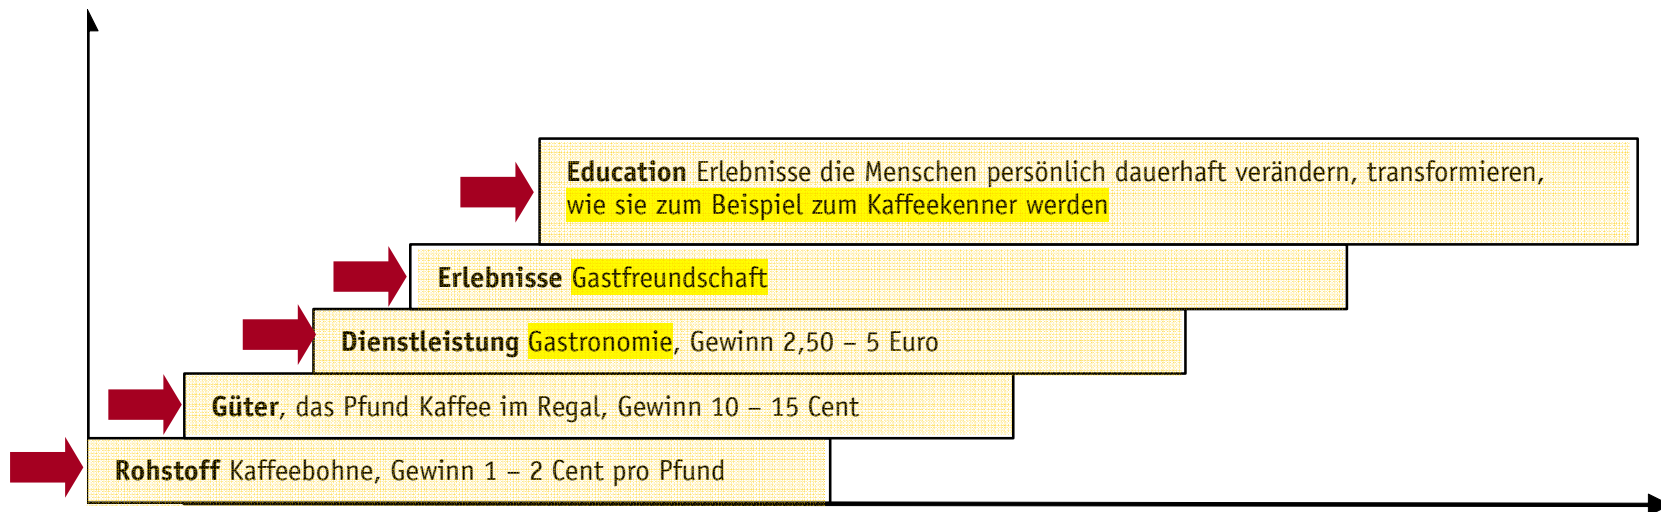 Education Erlebnisse die Menschen persönlich dauerhaft verändern, transformieren,
wie sie zum Beispiel zum Kaffeekenner werden
Erlebnisse Gastfreundschaft
Dienstleistung Gastronomie, Gewinn 2,50 – 5 Euro
Güter, das Pfund Kaffee im Regal, Gewinn 10 – 15 Cent
Rohstoff Kaffeebohne, Gewinn 1 – 2 Cent pro Pfund